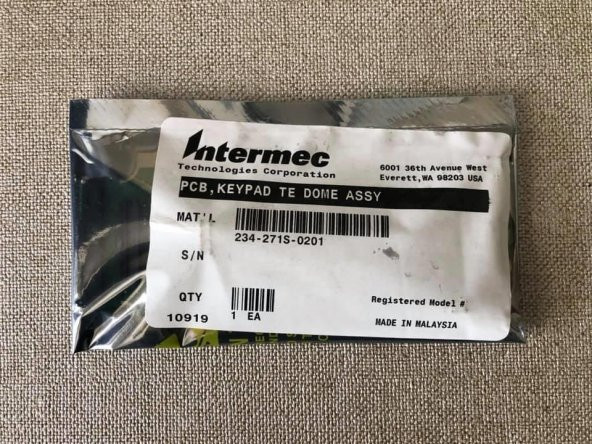 Intermec
Technologies Corporation
6001 36th Avenue West
Everett,WA 98203 USA
PCB,KEYPAD TE DOME ASSY
MAT'L
234-271S-0201
S/N
QTY
10919
1 EA
Registered Model #
MADE IN MALAYSIA